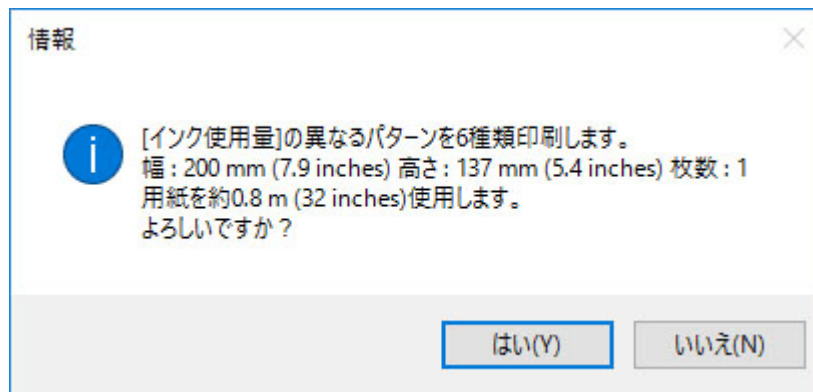 情報
[インク使用量]の異なるパターンを6種類印刷します。
幅 : 200 mm (7.9 inches) 高さ : 137 mm (5.4 inches) 枚数 : 1
用紙を約0.8 m (32 inches)使用します。
よろしいですか？
はい(Y)
いいえ(N)